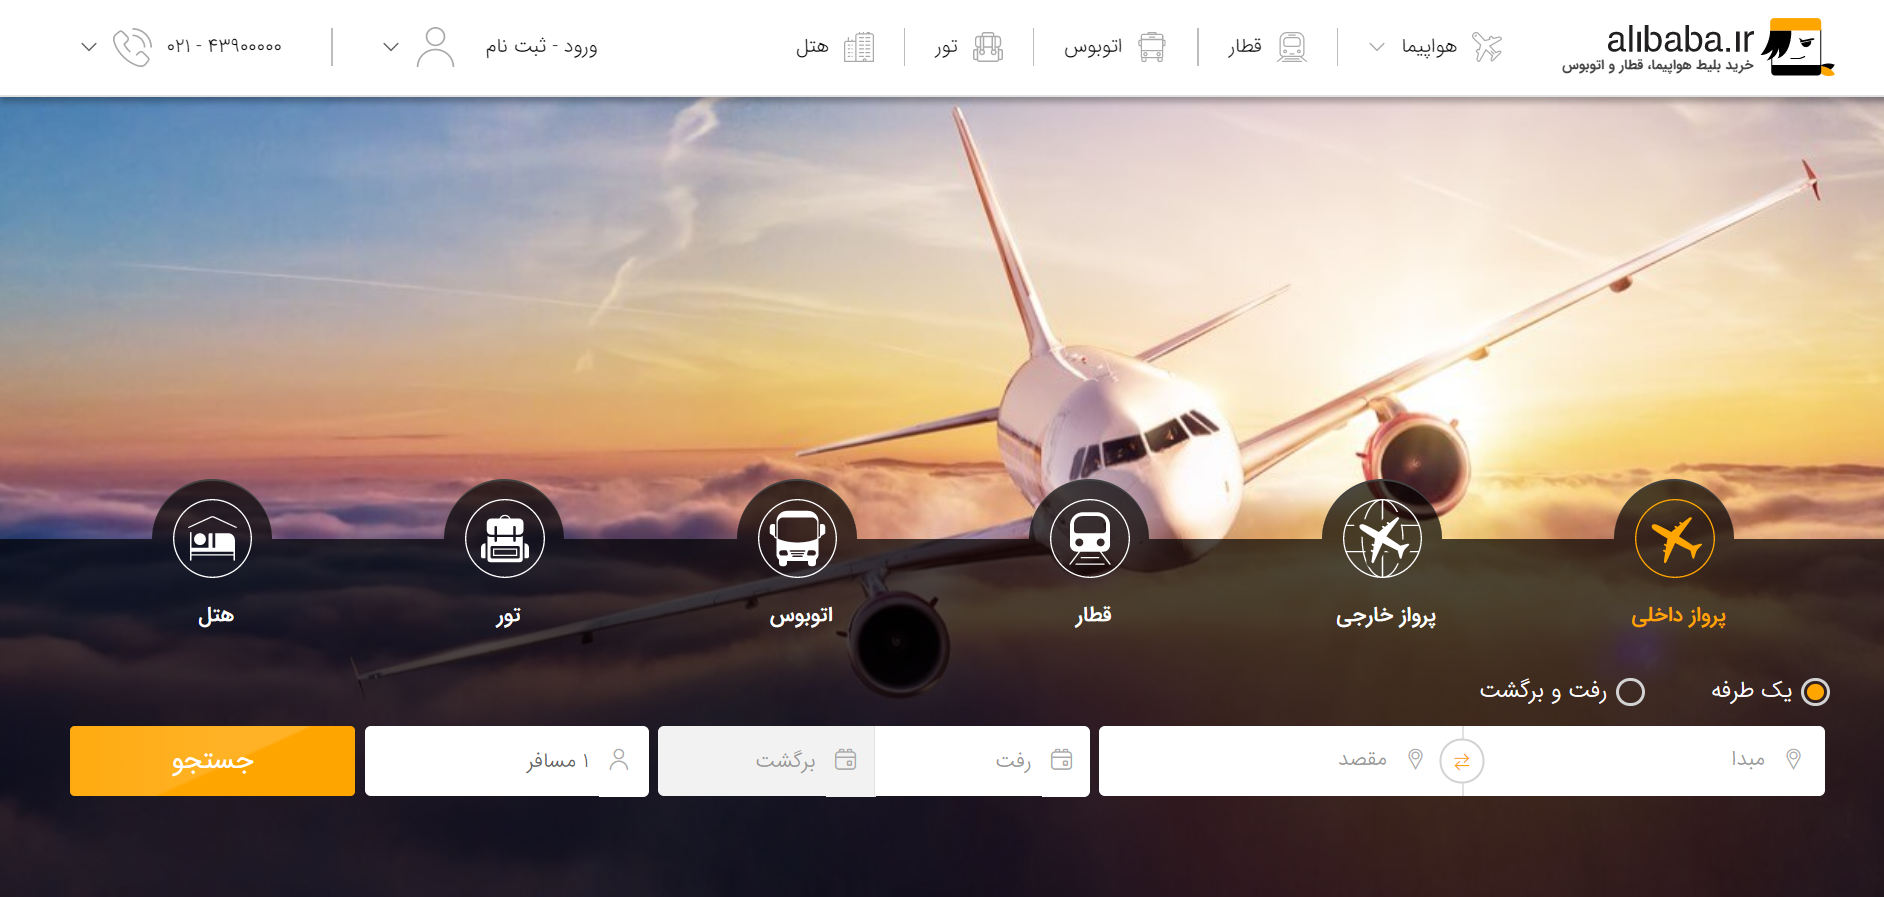 alibaba.ir
خرید بلیط هواپیما، قطار و اتوبوس
هواپیما
قطار
اتوبوس
تور
هتل
ورود - ثبت نام
۰۲۱ - ۴۳۹۰۰۰۰۰
پرواز داخلی
پرواز خارجی
قطار
اتوبوس
تور
هتل
یک طرفه
رفت و برگشت
مبدا
مقصد
رفت
برگشت
۱ مسافر
جستجو